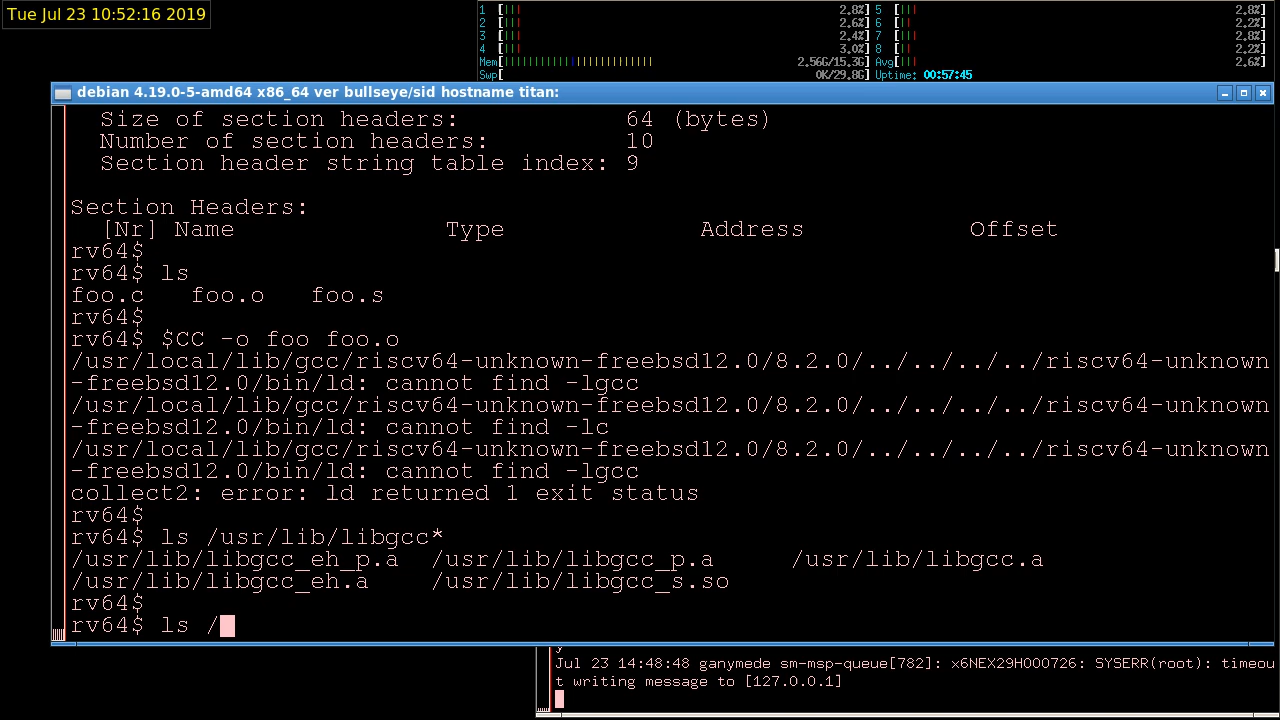 Tue Jul 23 10:52:16 2019
1 [||| 2.8%] 5 [||| 2.8%]
2 [||| 2.6%] 6 [|| 2.2%]
3 [||| 2.4%] 7 [||| 2.8%]
4 [||| 3.0%] 8 [|| 2.2%]
Mem[||||||||||||||||||||||||||||| 2.56G/15.3G] Avg[||| 2.6%]
Swp[ 0K/29.8G] Uptime: 00:57:45
debian 4.19.0-5-amd64 x86_64 ver bullseye/sid hostname titan:
Size of section headers: 64 (bytes)
Number of section headers: 10
Section header string table index: 9
Section Headers:
[Nr] Name Type Address Offset
rv64$
rv64$ ls
foo.c foo.o foo.s
rv64$
rv64$ $CC -o foo foo.o
/usr/local/lib/gcc/riscv64-unknown-freebsd12.0/8.2.0/../../../../riscv64-unknown
-freebsd12.0/bin/ld: cannot find -lgcc
/usr/local/lib/gcc/riscv64-unknown-freebsd12.0/8.2.0/../../../../riscv64-unknown
-freebsd12.0/bin/ld: cannot find -lc
/usr/local/lib/gcc/riscv64-unknown-freebsd12.0/8.2.0/../../../../riscv64-unknown
-freebsd12.0/bin/ld: cannot find -lgcc
collect2: error: ld returned 1 exit status
rv64$
rv64$ ls /usr/lib/libgcc*
/usr/lib/libgcc_eh_p.a /usr/lib/libgcc_p.a /usr/lib/libgcc.a
/usr/lib/libgcc_eh.a /usr/lib/libgcc_s.so
rv64$
rv64$ ls /
Jul 23 14:48:48 ganymede sm-msp-queue[782]: x6NEX29H000726: SYSERR(root): timeou
t writing message to [127.0.0.1]